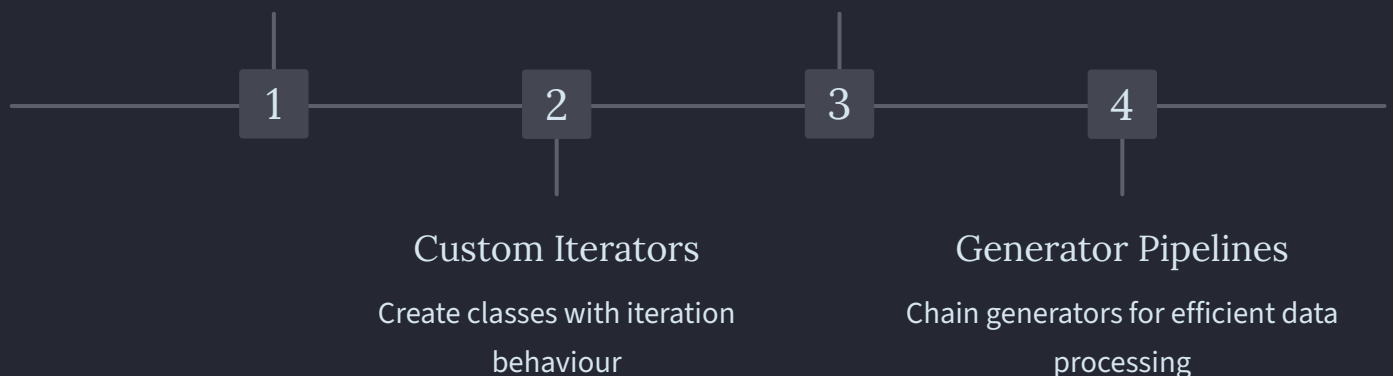 1
2
3
4
Custom Iterators
Create classes with iteration
behaviour
Generator Pipelines
Chain generators for efficient data
processing